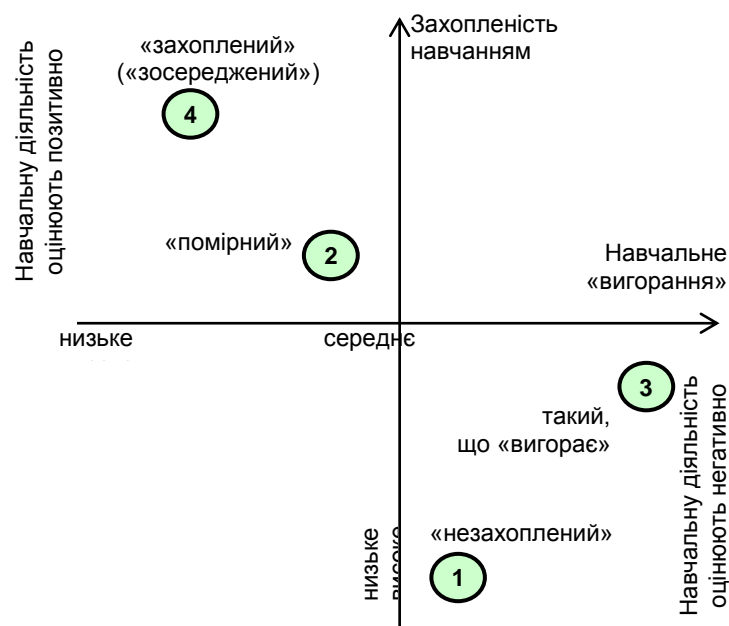 Захопленість
навчанням
«захоплений»
(«зосереджений»)
4
Навчальну діяльність
оцінюють позитивно
«помірний»
2
Навчальне
«вигорання»
низьке
середнє
3
такий,
що «вигорає»
Навчальну діяльність
оцінюють негативно
«незахоплений»
1
низьке
високе